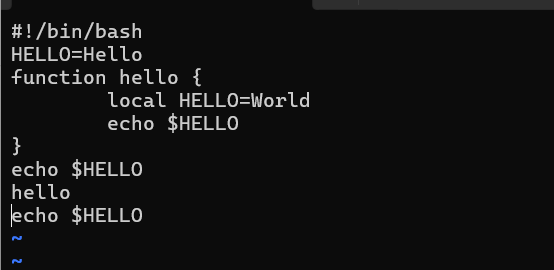 #!/bin/bash
HELLO=Hello
function hello {
        local HELLO=World
        echo $HELLO
}
echo $HELLO
hello
echo $HELLO
~
~